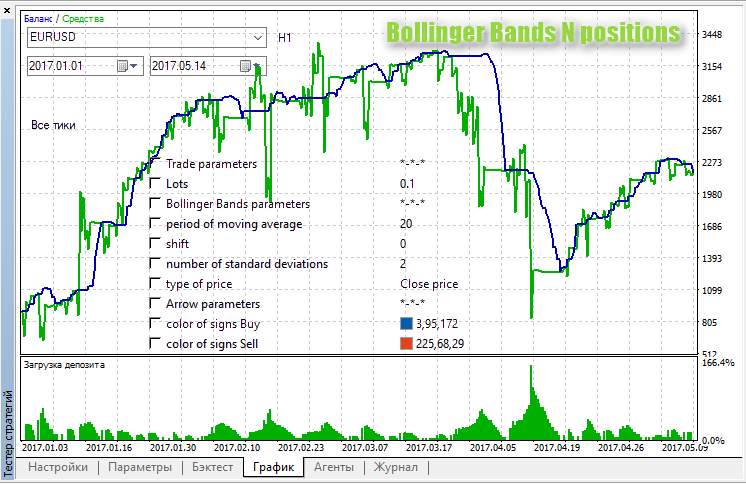 Баланс / Средства
Bollinger Bands N positions
EURUSD H1
2017.01.01 2017.05.14
Все тики
Trade parameters *-*-*
Lots 0.1
Bollinger Bands parameters *-*-*
period of moving average 20
shift 0
number of standard deviations 2
type of price Close price
Arrow parameters *-*-*
color of signs Buy 3,95,172
color of signs Sell 225,68,29
3448
3154
2861
2567
2273
1980
1686
1393
1099
805
512
Загрузка депозита
166.4%
0.0%
2017.01.03 2017.01.16 2017.01.30 2017.02.10 2017.02.23 2017.03.07 2017.03.17 2017.04.05 2017.04.19 2017.04.26 2017.05.09
Тестер стратегий
Настройки Параметры Бэктест График Агенты Журнал